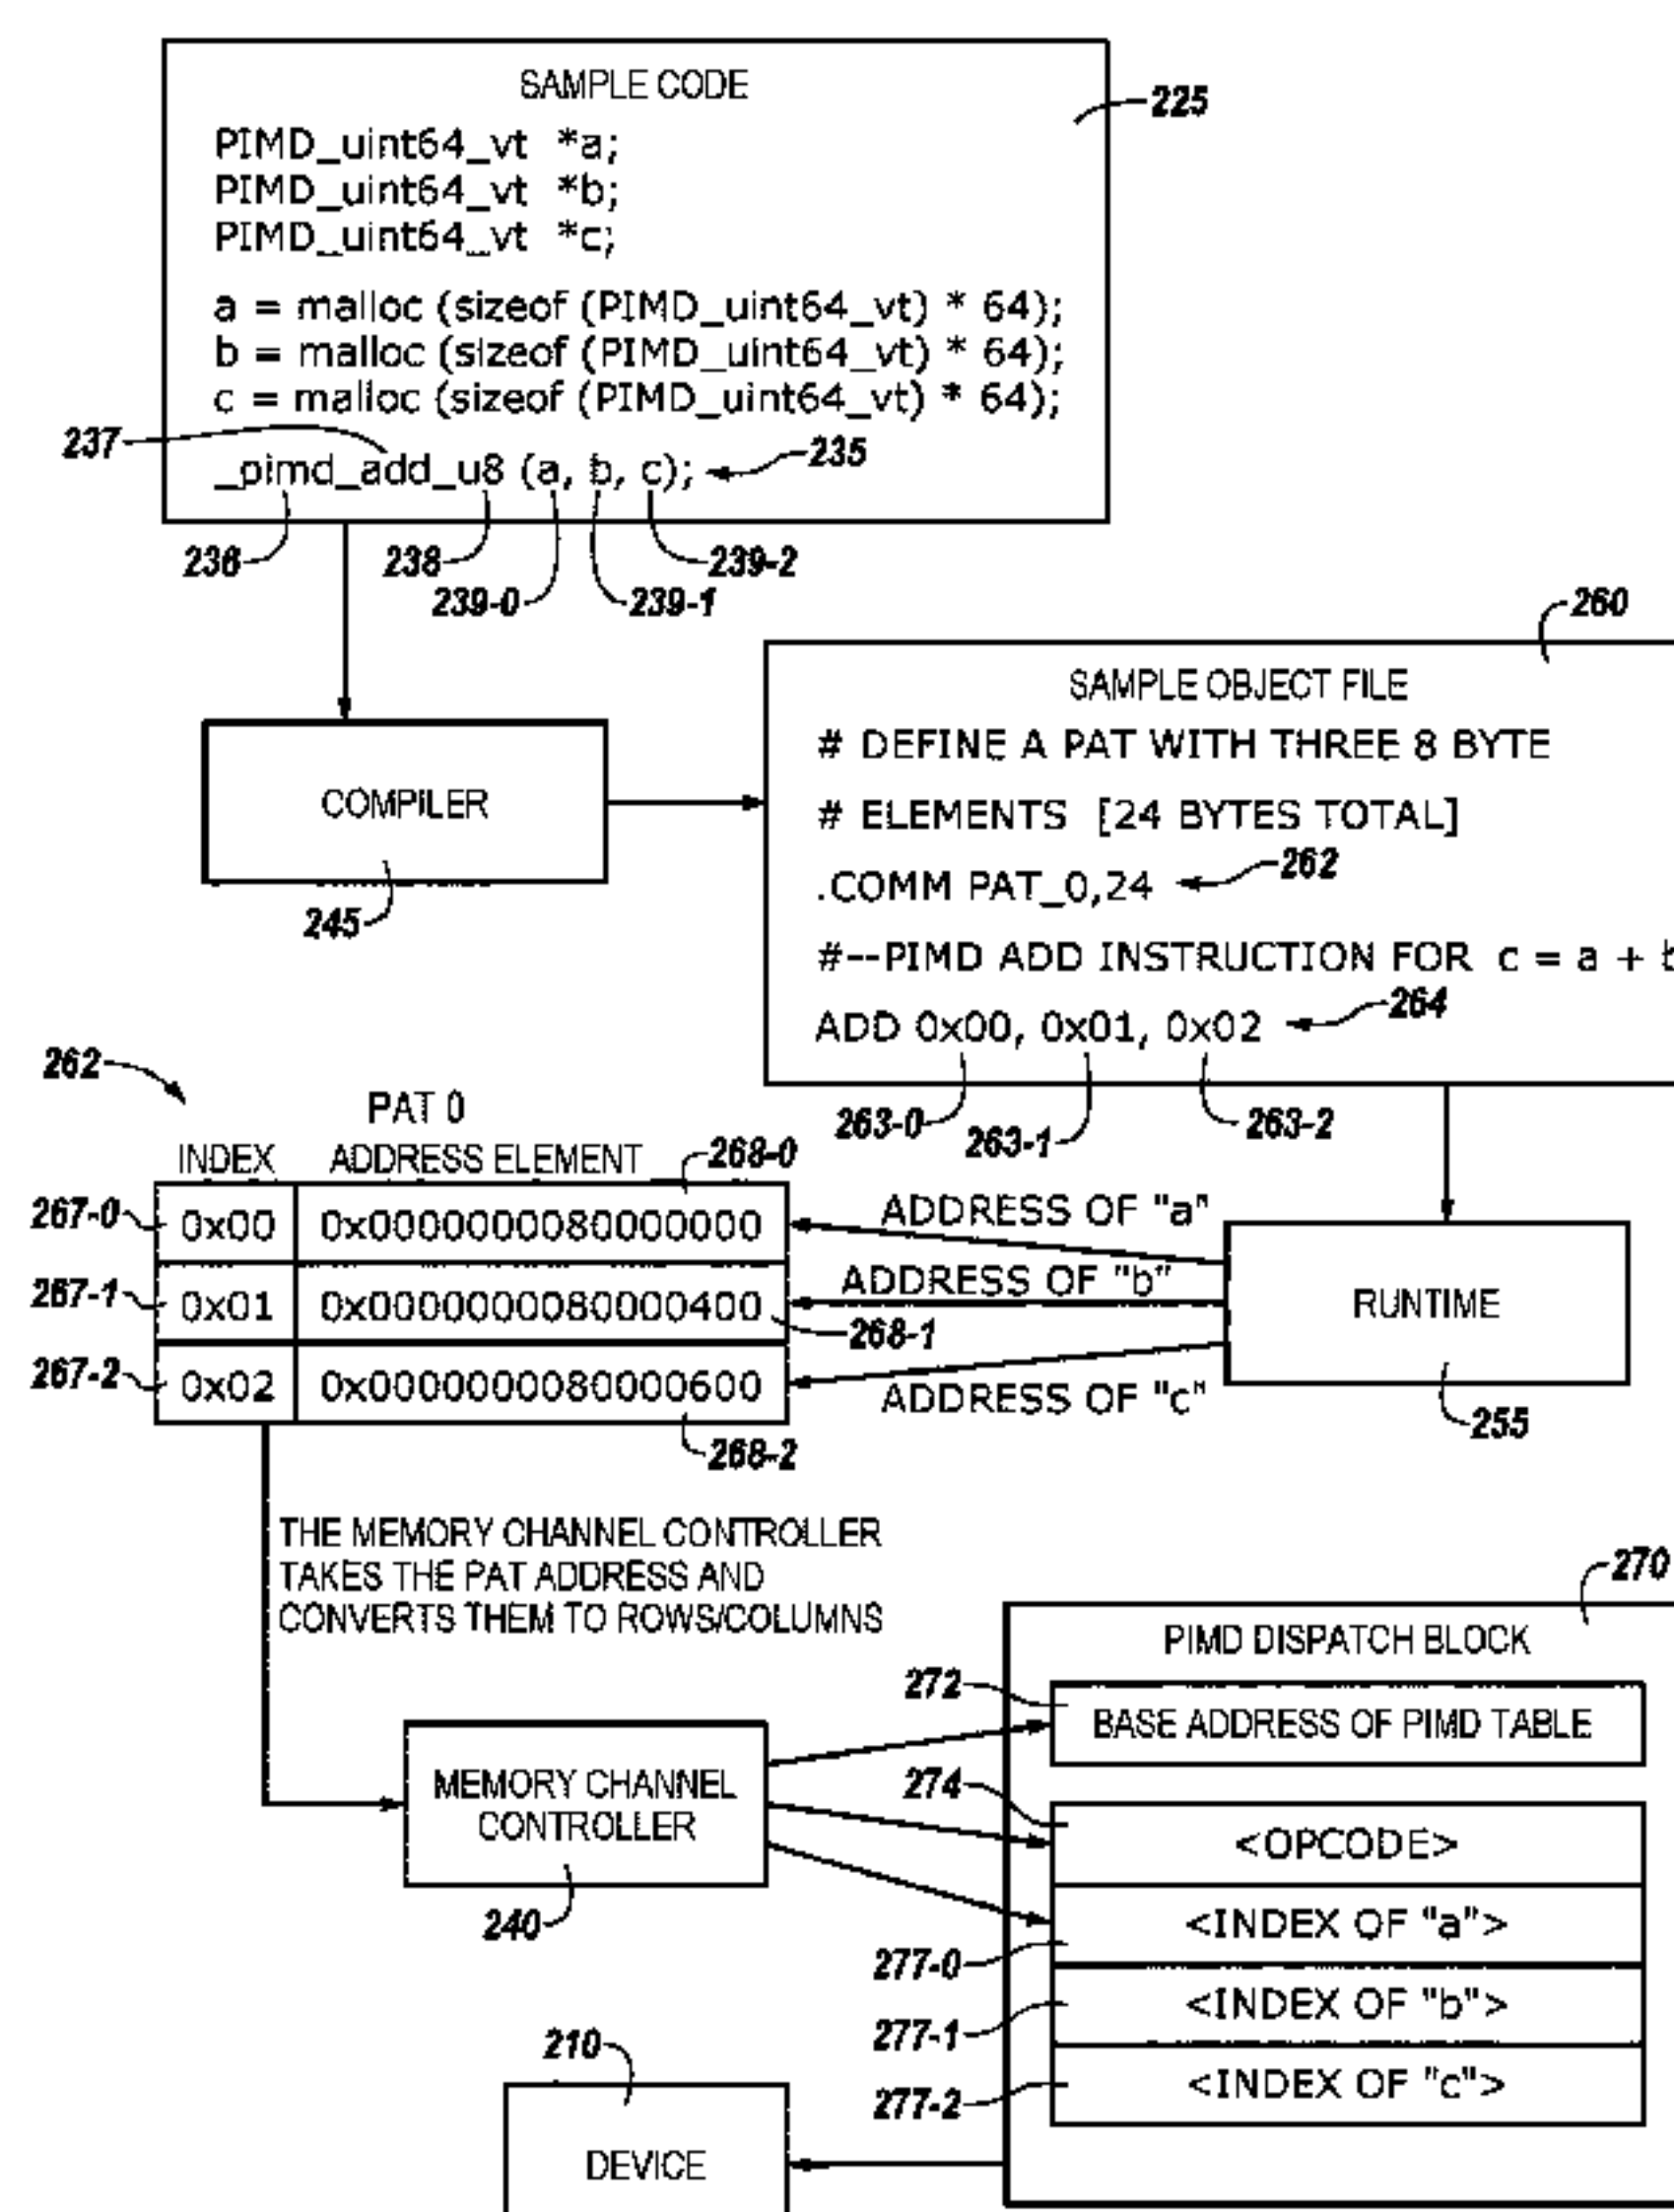 SAMPLE CODE
225
PIMD_uint64_vt *a;
PIMD_uint64_vt *b;
PIMD_uint64_vt *c;
a = malloc (sizeof (PIMD_uint64_vt) * 64);
b = malloc (sizeof (PIMD_uint64_vt) * 64);
c = malloc (sizeof (PIMD_uint64_vt) * 64);
237
_pimd_add_u8 (a, b, c);
235
236
238
239-2
239-0
239-1
260
SAMPLE OBJECT FILE
# DEFINE A PAT WITH THREE 8 BYTE
# ELEMENTS [24 BYTES TOTAL]
.COMM PAT_0,24
262
#--PIMD ADD INSTRUCTION FOR c = a + b
ADD 0x00, 0x01, 0x02
264
263-0
263-1
263-2
COMPILER
245
262
PAT 0
INDEX ADDRESS ELEMENT
268-0
267-0
0x00 0x0000000080000000
ADDRESS OF "a"
267-1
0x01 0x0000000080000400
ADDRESS OF "b"
268-1
267-2
0x02 0x0000000080000600
ADDRESS OF "c"
268-2
RUNTIME
255
THE MEMORY CHANNEL CONTROLLER
TAKES THE PAT ADDRESS AND
CONVERTS THEM TO ROWS/COLUMNS
270
PIMD DISPATCH BLOCK
272
BASE ADDRESS OF PIMD TABLE
MEMORY CHANNEL
CONTROLLER
240
274
<OPCODE>
<INDEX OF "a">
277-0
<INDEX OF "b">
277-1
<INDEX OF "c">
277-2
210
DEVICE